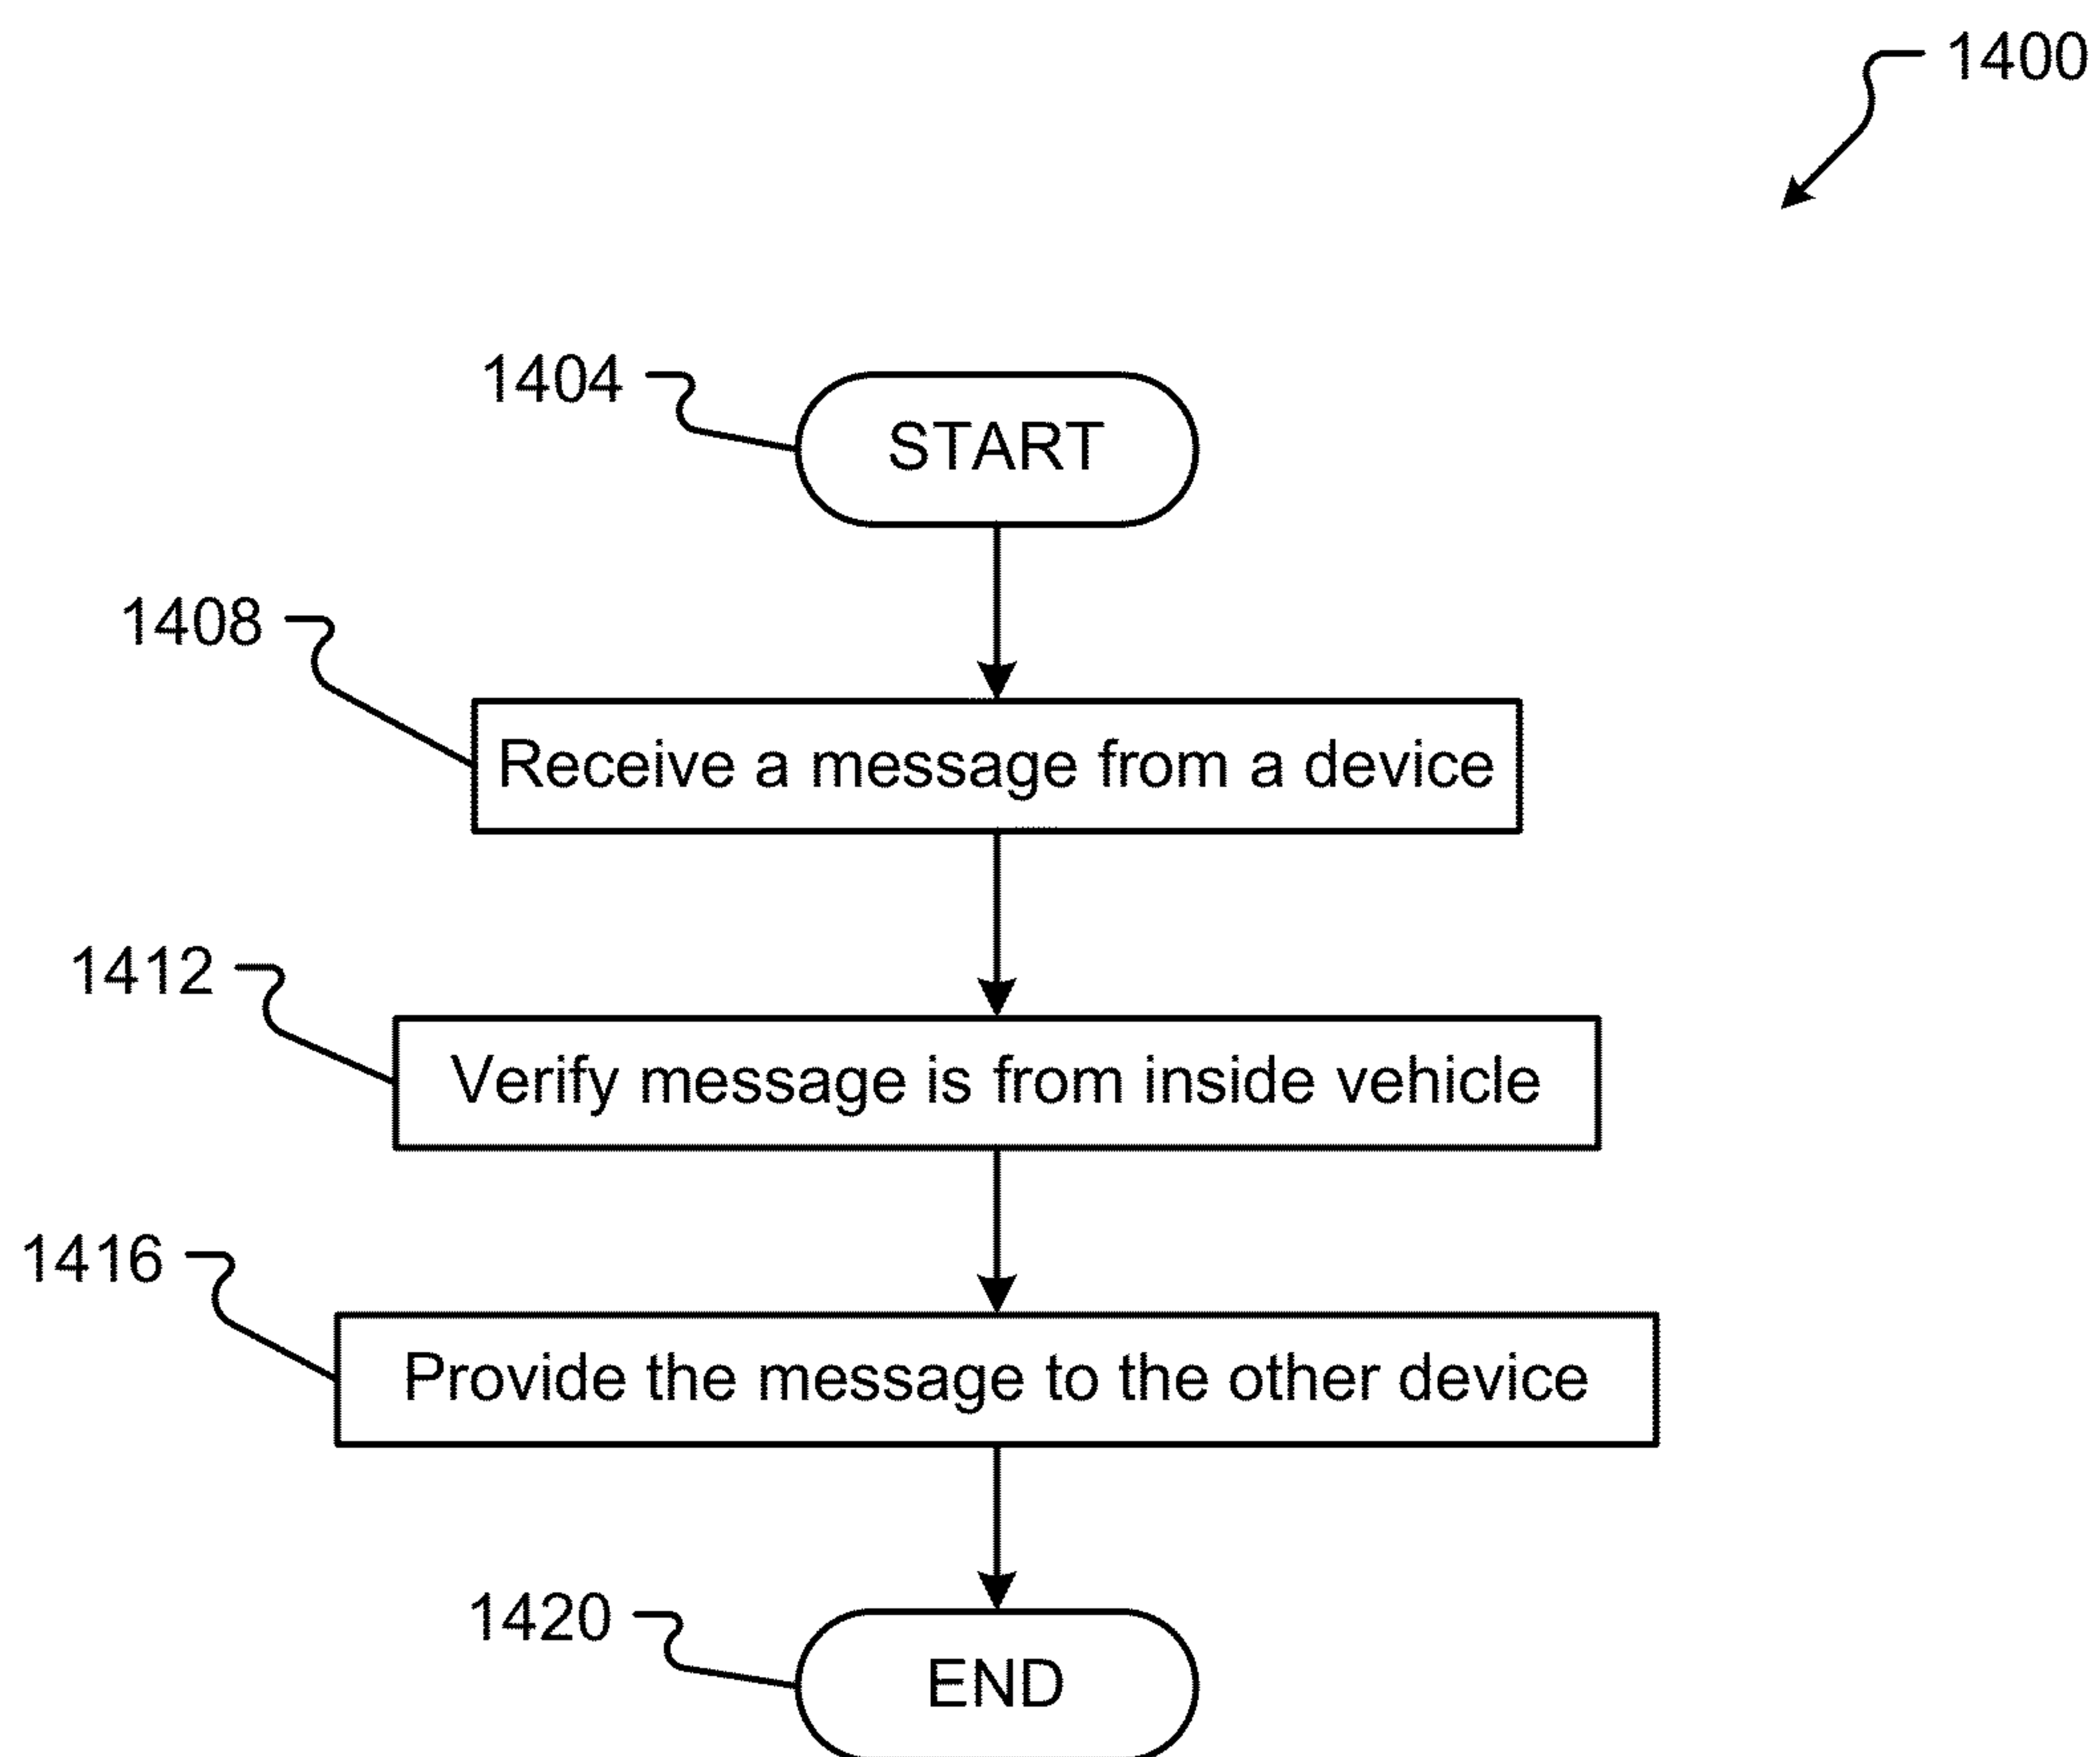 1400
1404
START
1408
Receive a message from a device
1412
Verify message is from inside vehicle
1416
Provide the message to the other device
1420
END